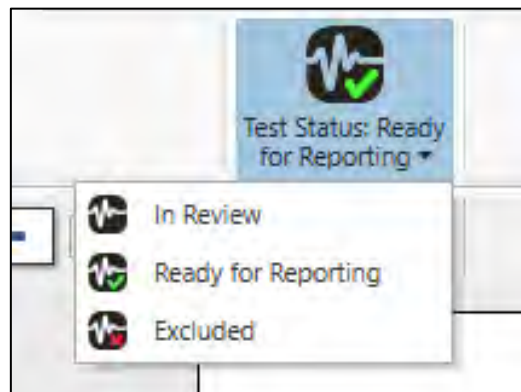 Test Status: Ready
for Reporting
In Review
Ready for Reporting
Excluded